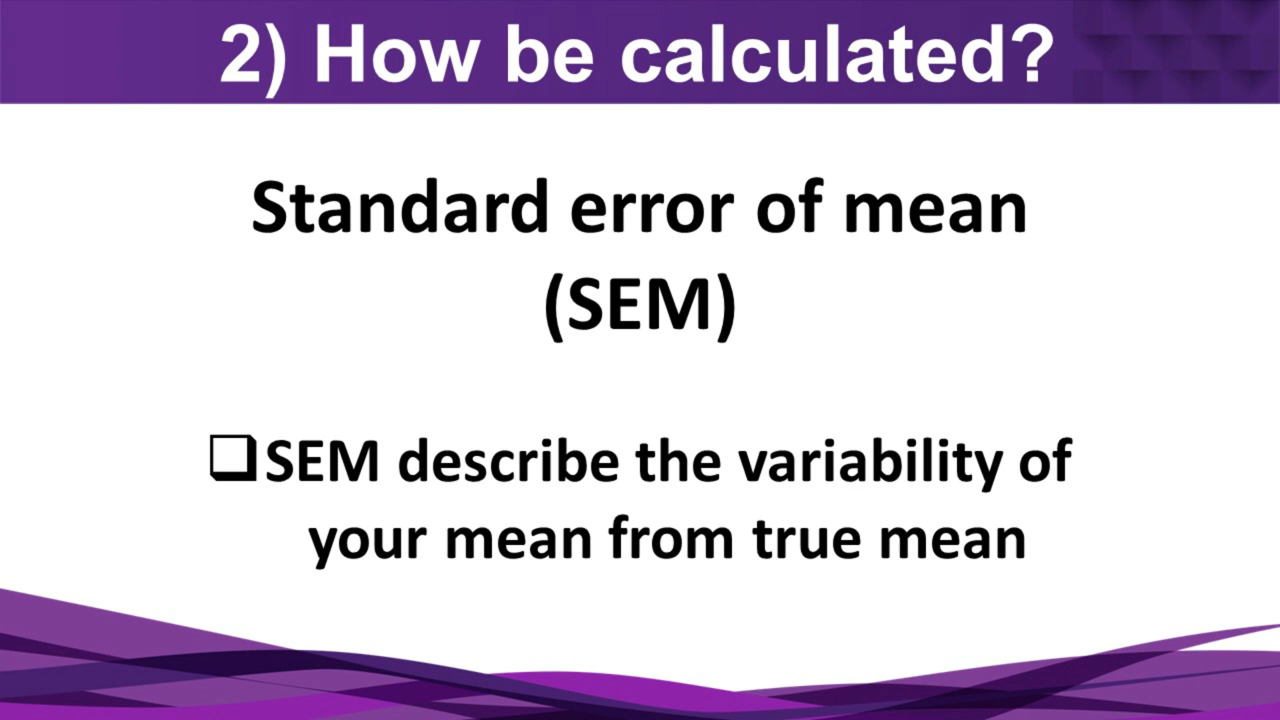 2) How be calculated?
Standard error of mean
(SEM)
❑SEM describe the variability of
your mean from true mean